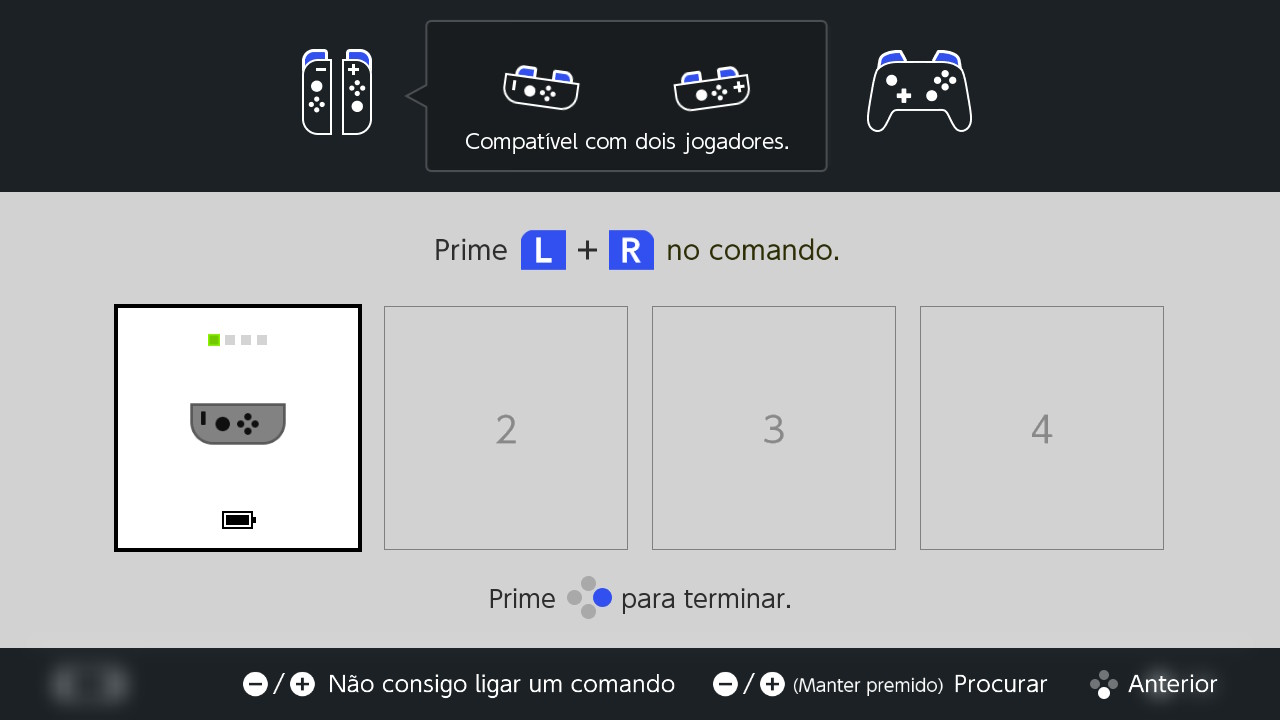 Compatível com dois jogadores.
Prime L + R no comando.
2
3
4
Prime para terminar.
/ Não consigo ligar um comando
/ (Manter premido) Procurar
Anterior